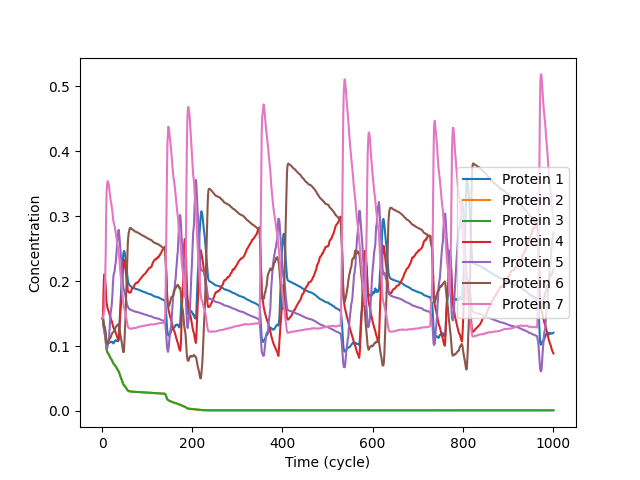 0.5
0.4
0.3
0.2
0.1
0.0
Concentration
0
200
400
600
800
1000
Time (cycle)
Protein 1
Protein 2
Protein 3
Protein 4
Protein 5
Protein 6
Protein 7